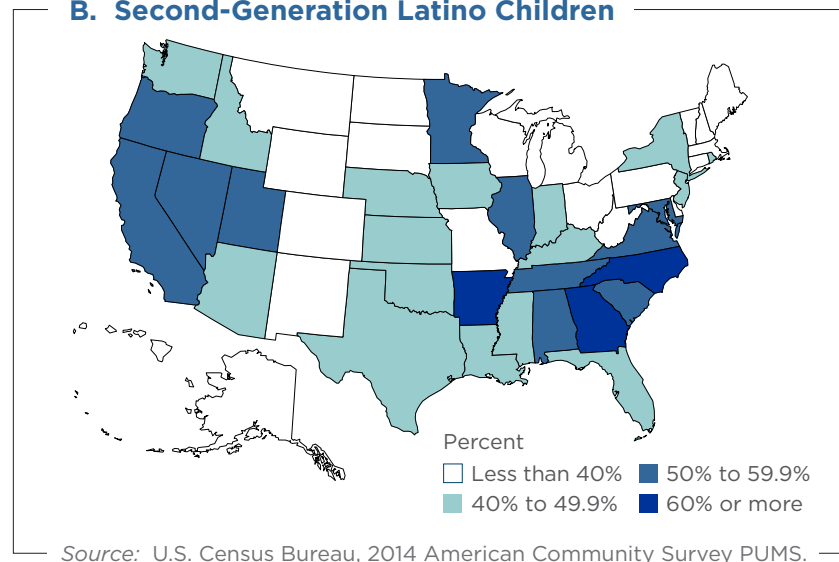 B. Second-Generation Latino Children
Percent
Less than 40%
50% to 59.9%
40% to 49.9%
60% or more
Source: U.S. Census Bureau, 2014 American Community Survey PUMS.